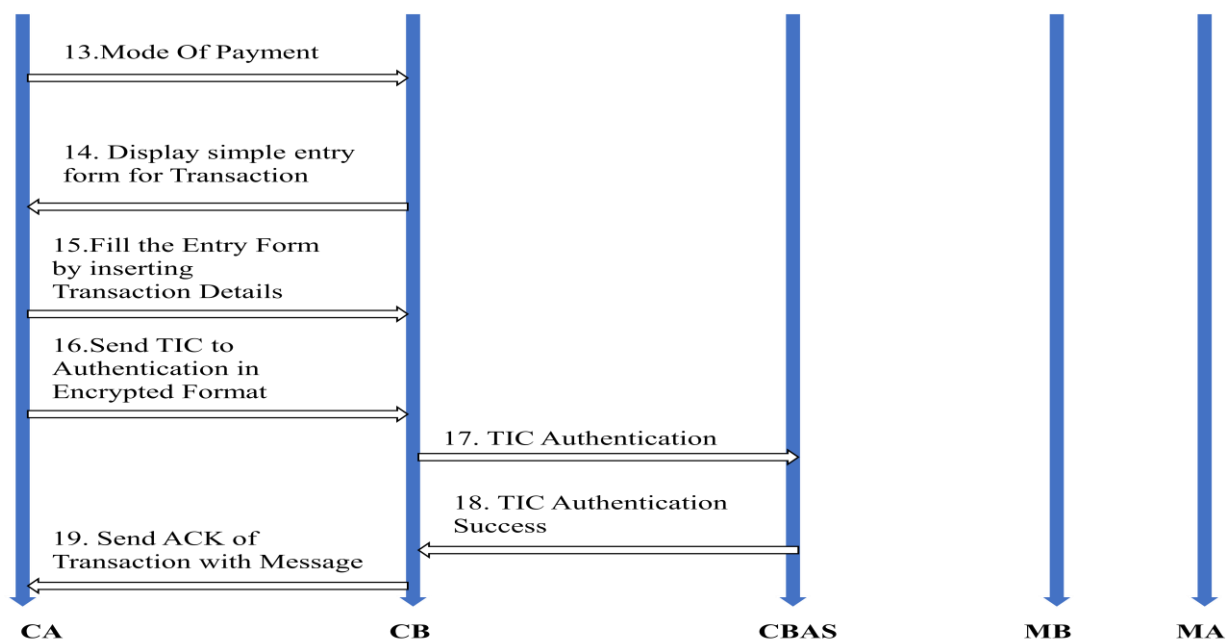 13.Mode Of Payment
14. Display simple entry
form for Transaction
15.Fill the Entry Form
by inserting
Transaction Details
16.Send TIC to
Authentication in
Encrypted Format
17. TIC Authentication
18. TIC Authentication
Success
19. Send ACK of
Transaction with Message
CA CB CBAS MB MA